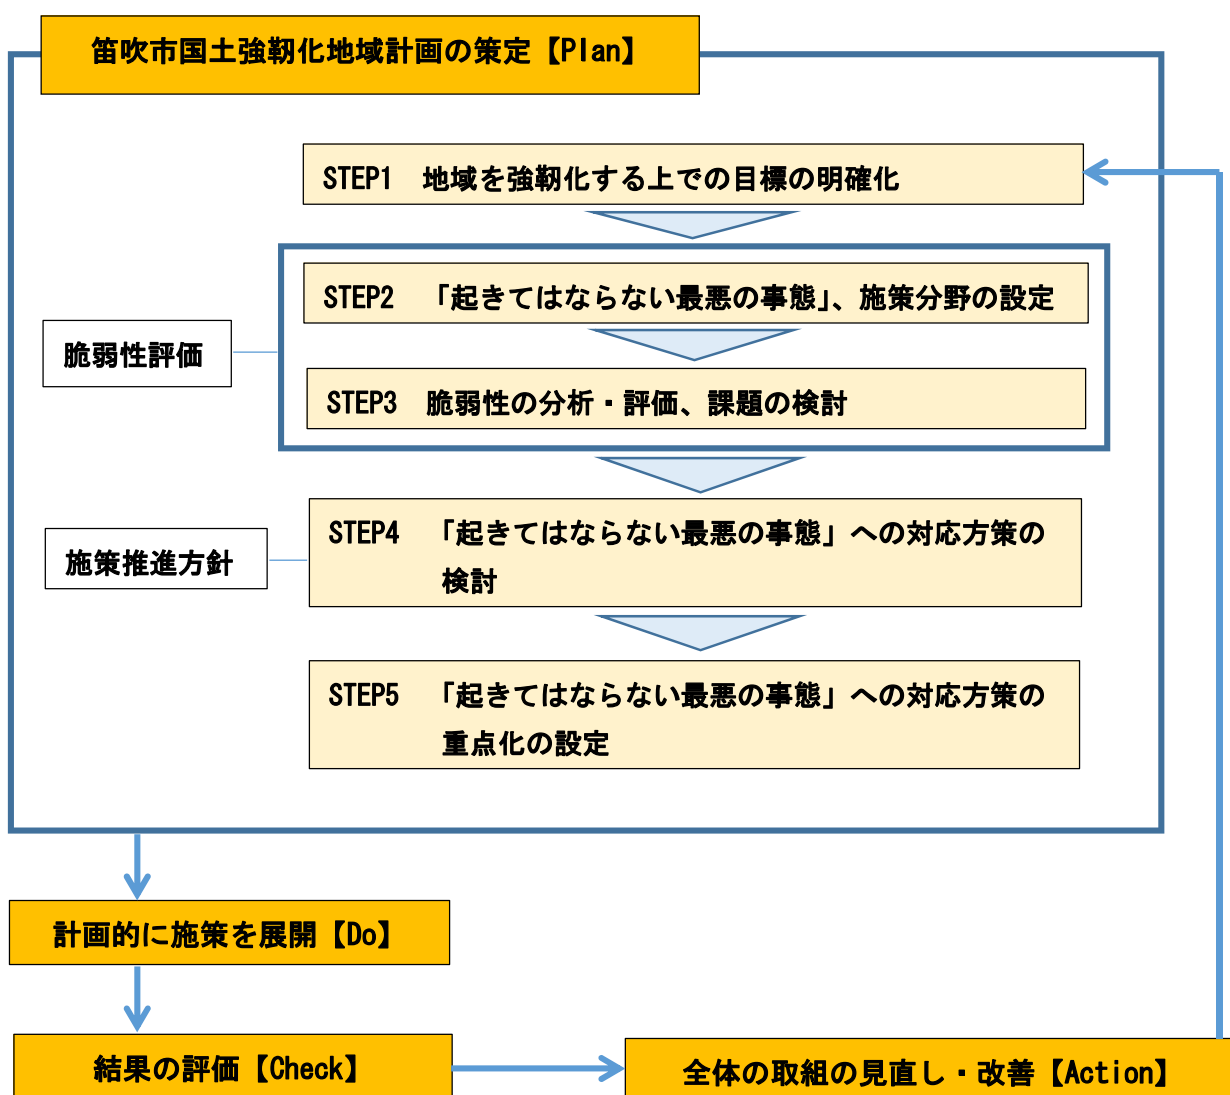 笛吹市国土強靱化地域計画の策定【Plan】
STEP1　地域を強靱化する上での目標の明確化
STEP2　「起きてはならない最悪の事態」、施策分野の設定
脆弱性評価
STEP3　脆弱性の分析・評価、課題の検討
STEP4　「起きてはならない最悪の事態」への対応方策の
検討
施策推進方針
STEP5　「起きてはならない最悪の事態」への対応方策の
重点化の設定
計画的に施策を展開【Do】
結果の評価【Check】
全体の取組の見直し・改善【Action】